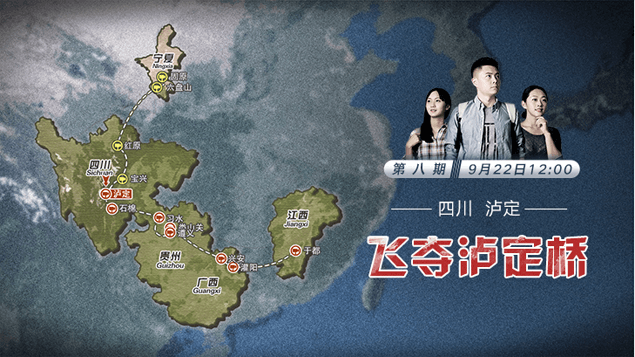 宁夏
Ningxia
固原
六盘山
红原
四川
Sichuan
宝兴
泸定
石棉
习水
娄山关
遵义
贵州
Guizhou
广西
Guangxi
兴安
灌阳
江西
Jiangxi
于都
第八期 9月22日12:00
四川 泸定
飞夺泸定桥